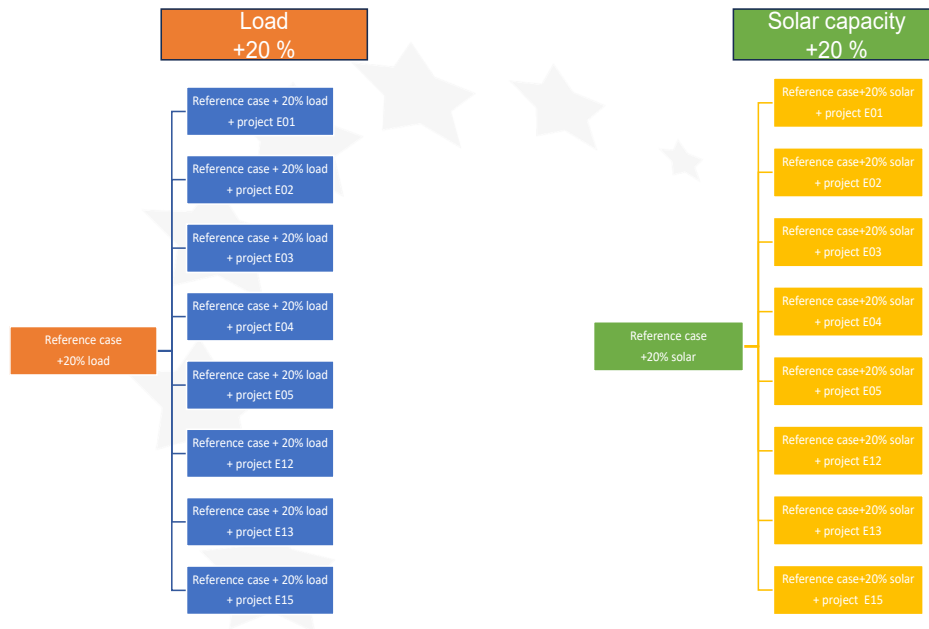 Load
+20 %
Reference case
+20% load
Reference case + 20% load
+ project E01
Reference case + 20% load
+ project E02
Reference case + 20% load
+ project E03
Reference case + 20% load
+ project E04
Reference case + 20% load
+ project E05
Reference case + 20% load
+ project E12
Reference case + 20% load
+ project E13
Reference case + 20% load
+ project E15
Solar capacity
+20 %
Reference case
+20% solar
Reference case+20% solar
+ project E01
Reference case+20% solar
+ project E02
Reference case+20% solar
+ project E03
Reference case+20% solar
+ project E04
Reference case+20% solar
+ project E05
Reference case+20% solar
+ project E12
Reference case+20% solar
+ project E13
Reference case+20% solar
+ project E15